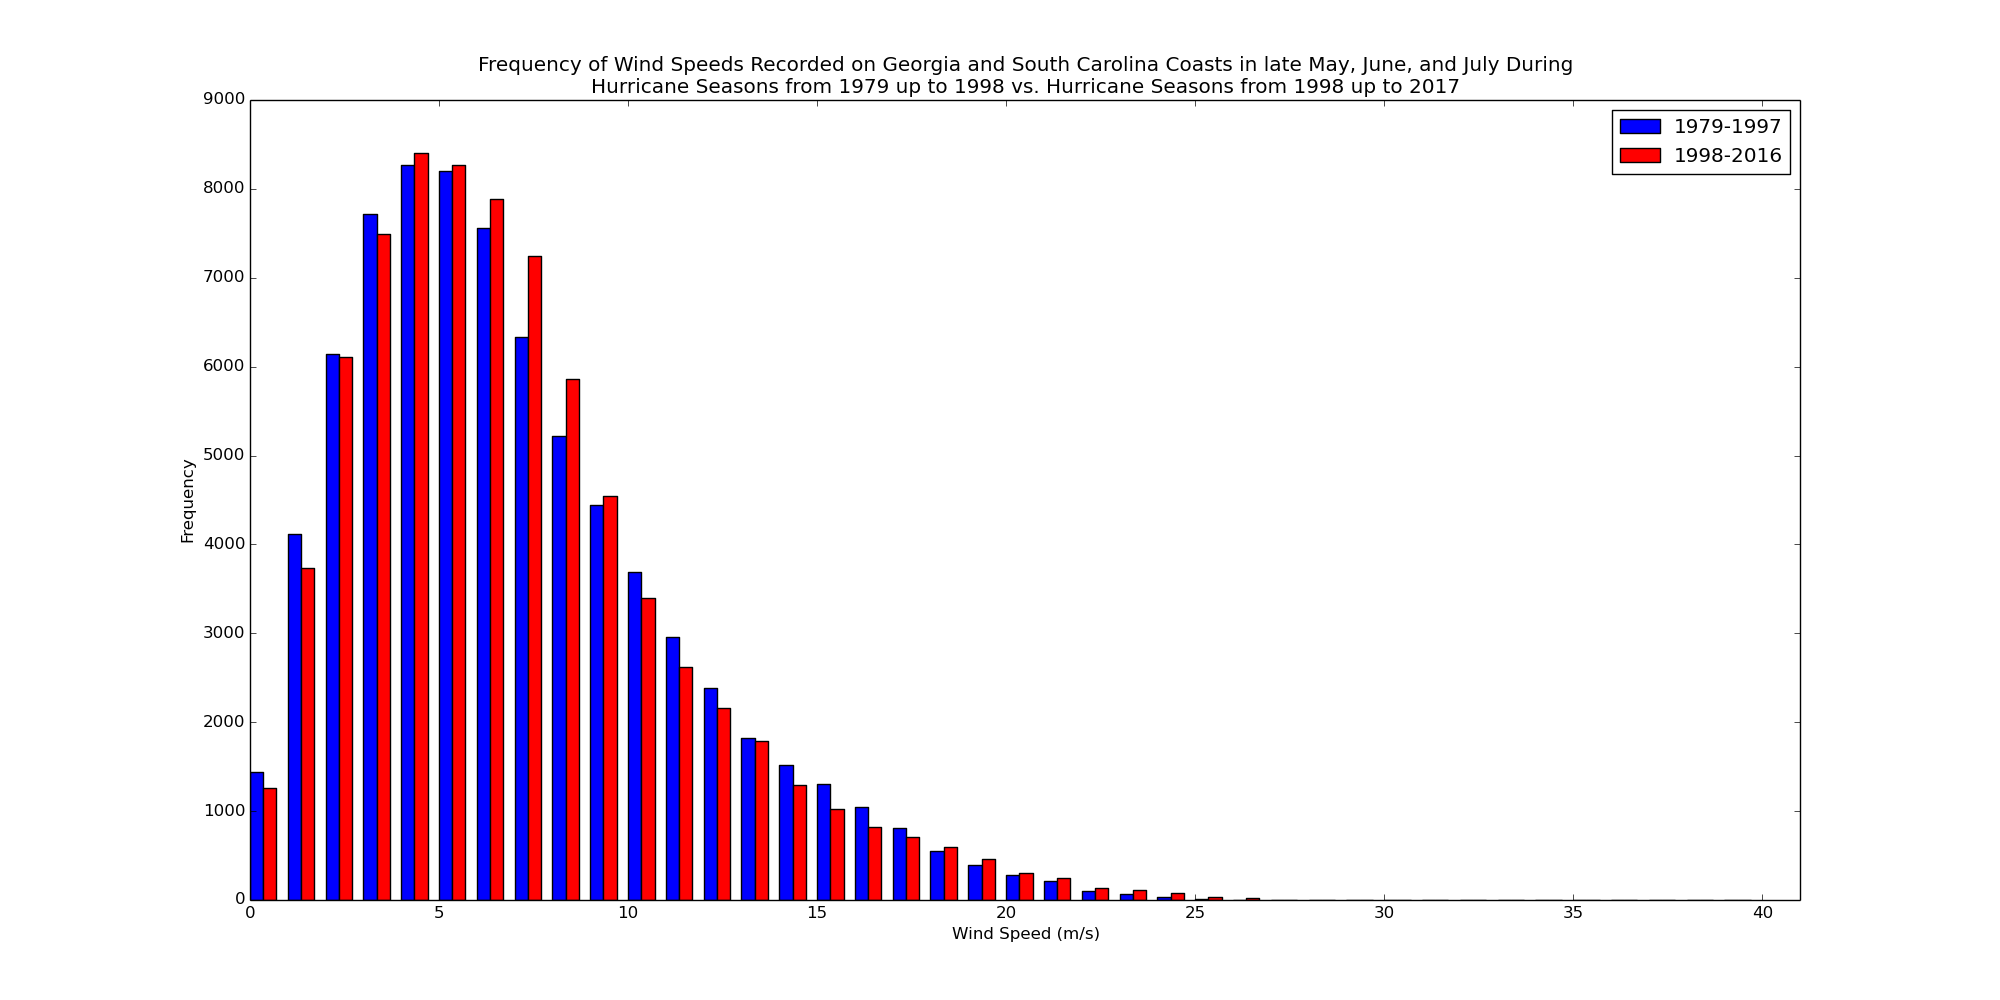 Frequency of Wind Speeds Recorded on Georgia and South Carolina Coasts in late May, June, and July During
Hurricane Seasons from 1979 up to 1998 vs. Hurricane Seasons from 1998 up to 2017
1979-1997
1998-2016
9000
8000
7000
6000
5000
4000
3000
2000
1000
0
Frequency
0 5 10 15 20 25 30 35 40
Wind Speed (m/s)